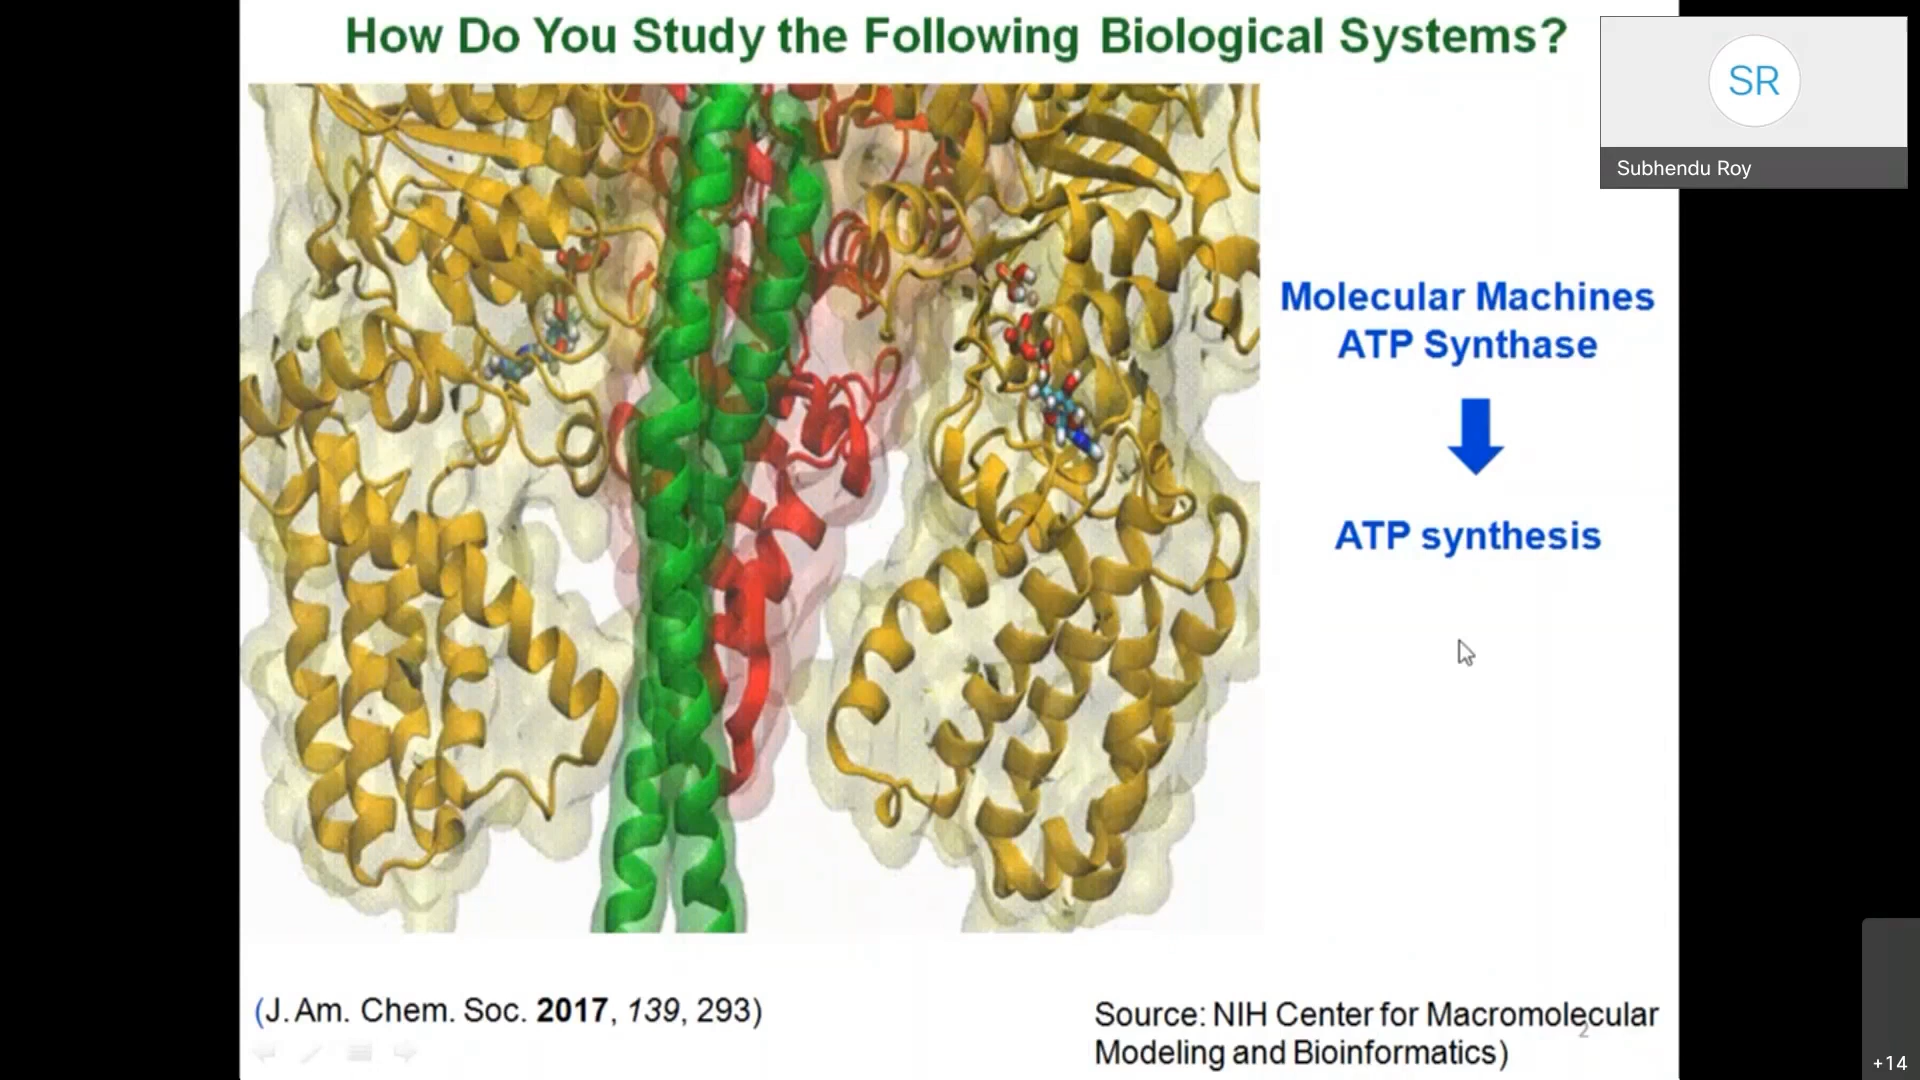 How Do You Study the Following Biological Systems?
SR
Subhendu Roy
Molecular Machines
ATP Synthase
ATP synthesis
(J. Am. Chem. Soc. 2017, 139, 293)
Source: NIH Center for Macromolecular
Modeling and Bioinformatics)
2
+14